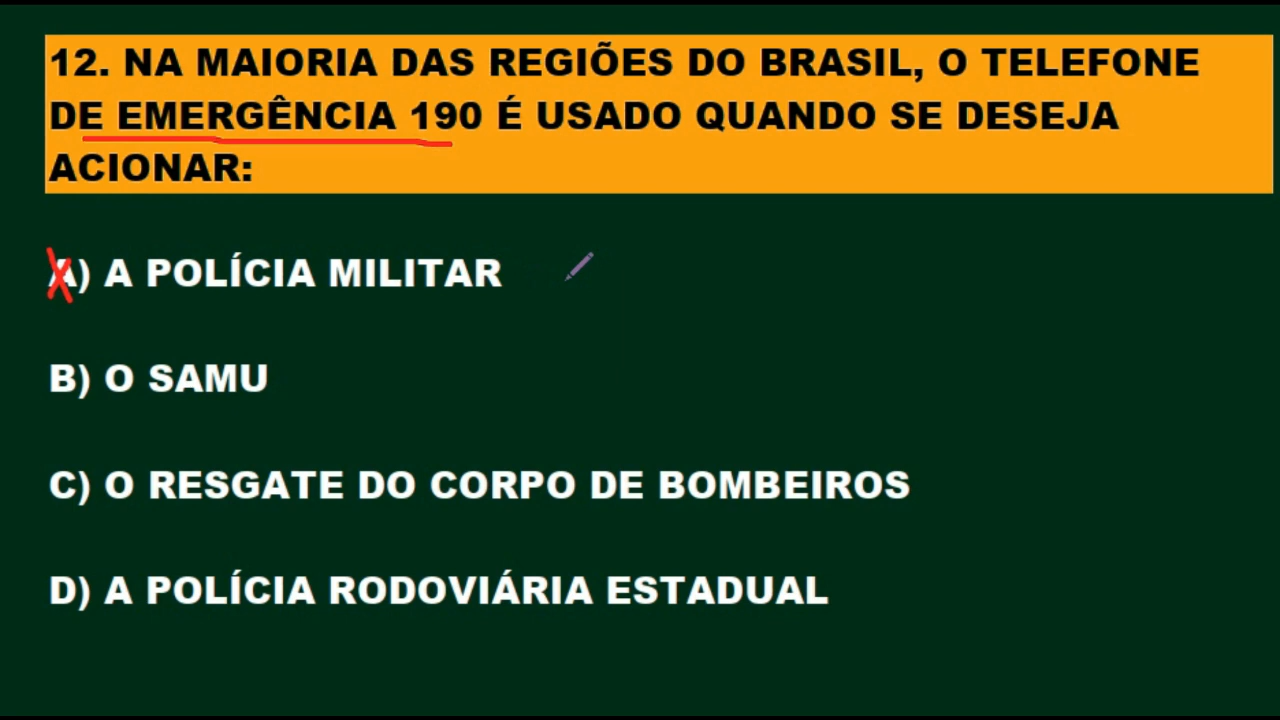 12. NA MAIORIA DAS REGIÕES DO BRASIL, O TELEFONE
DE EMERGÊNCIA 190 É USADO QUANDO SE DESEJA
ACIONAR:
A) A POLÍCIA MILITAR
B) O SAMU
C) O RESGATE DO CORPO DE BOMBEIROS
D) A POLÍCIA RODOVIÁRIA ESTADUAL